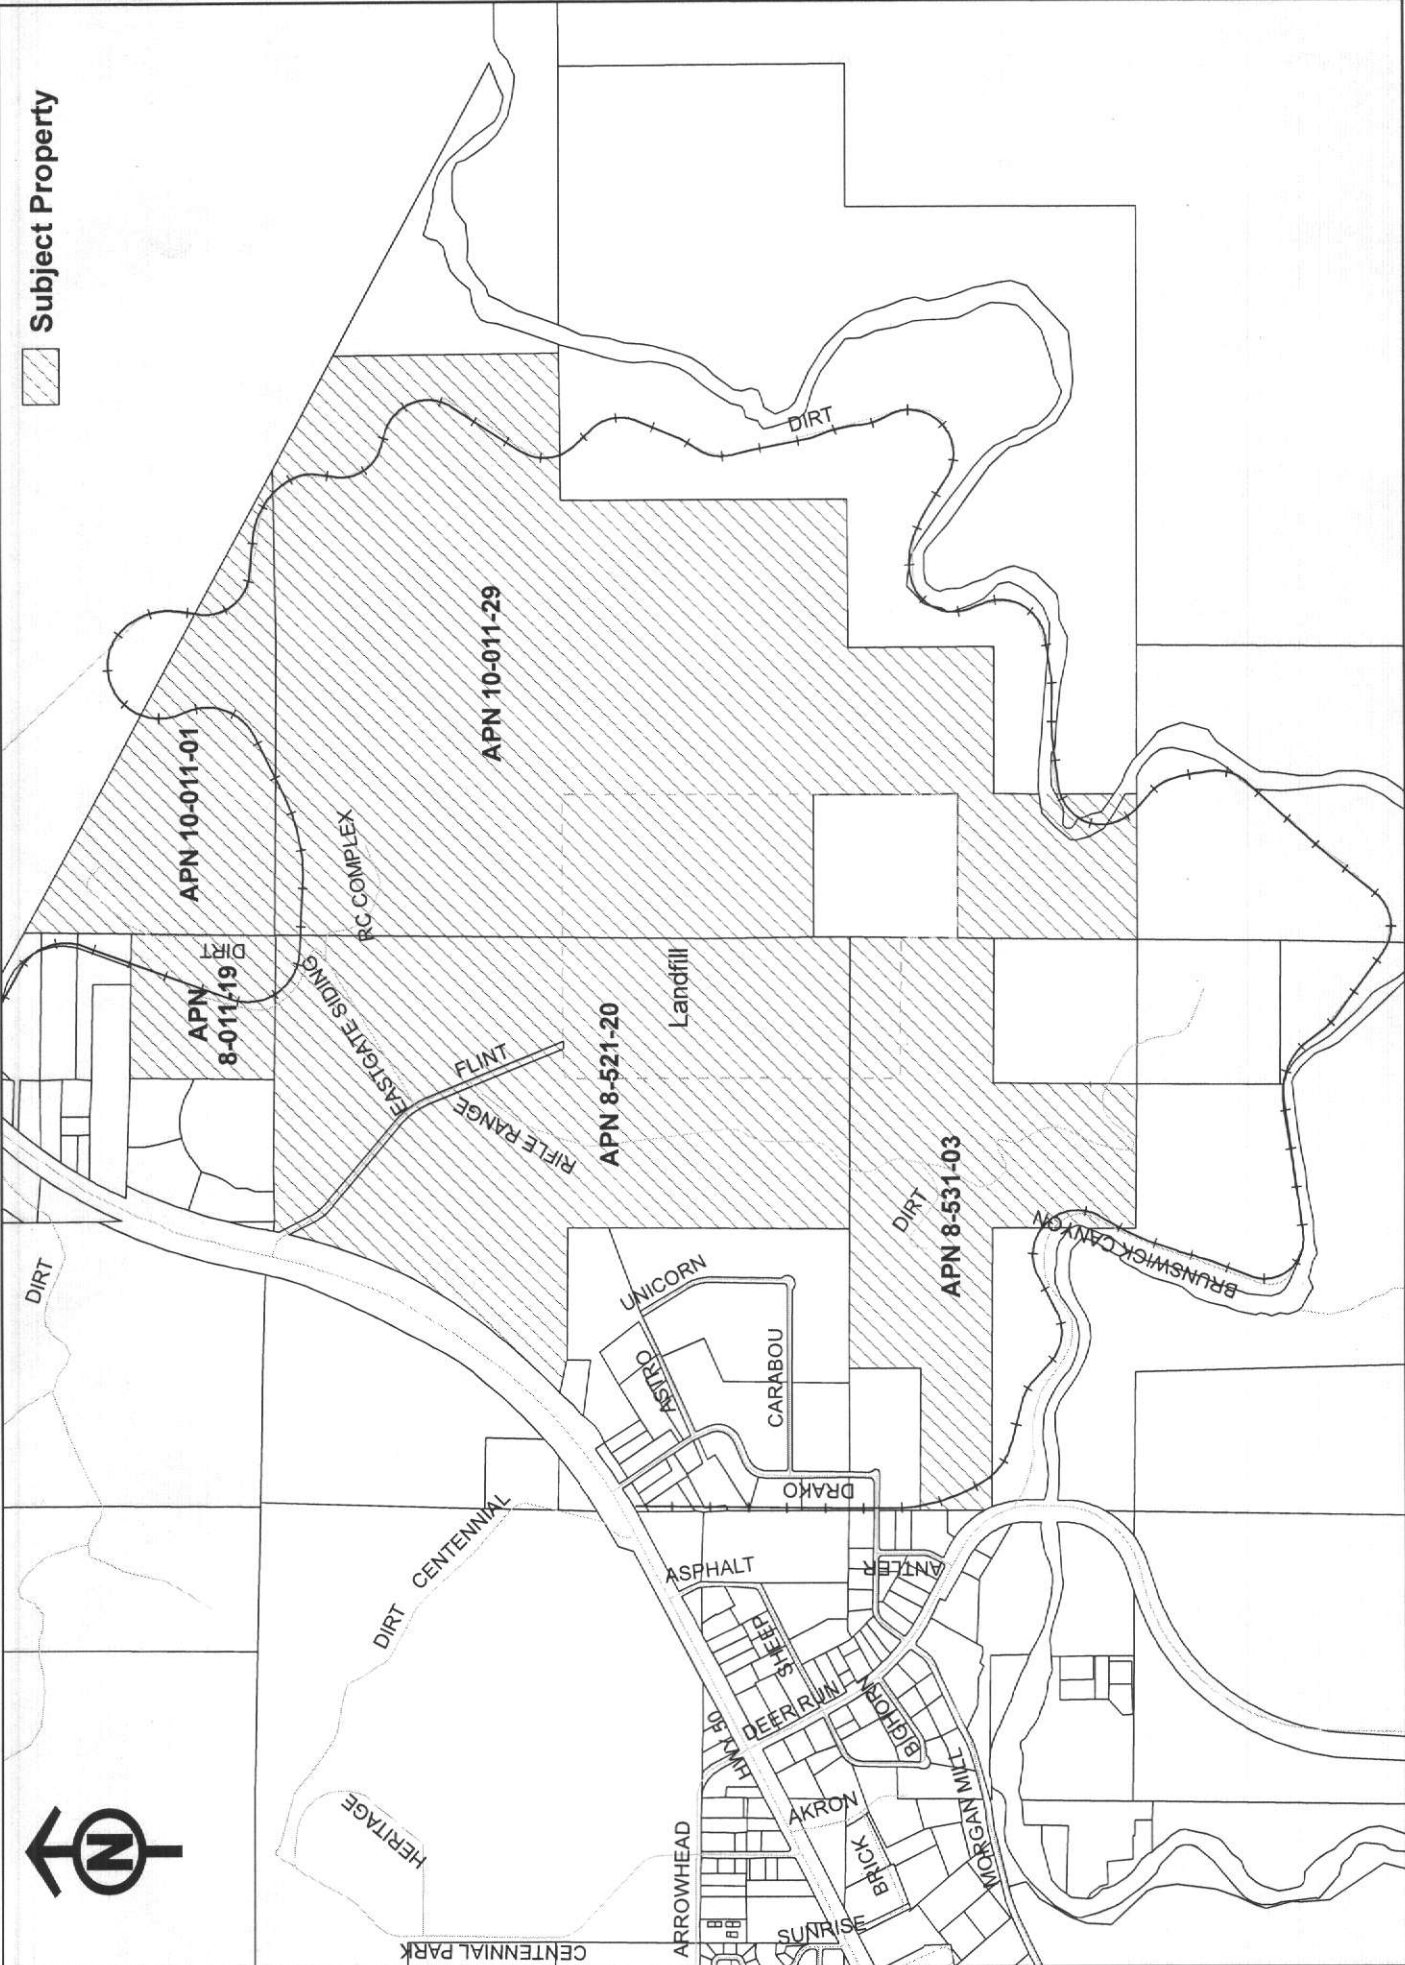 Subject Property
N
APN 10-011-01
APN 10-011-29
APN
8-011-19
DIRT
RC COMPLEX
EASTGATE SIDING
FLINT
RIFLE RANGE
APN 8-521-20
Landfill
APN 8-531-03
DIRT
DIRT
BRUNSWICK CANYON
DIRT
UNICORN
ASTRO
CARABOU
DRAKO
DIRT
CENTENNIAL
ASPHALT
ANTLER
SHEEP
DEER RUN
HWY 50
BIGHORN
AKRON
BRICK
MORGAN MILL
SUNRISE
ARROWHEAD
HERITAGE
CENTENNIAL PARK